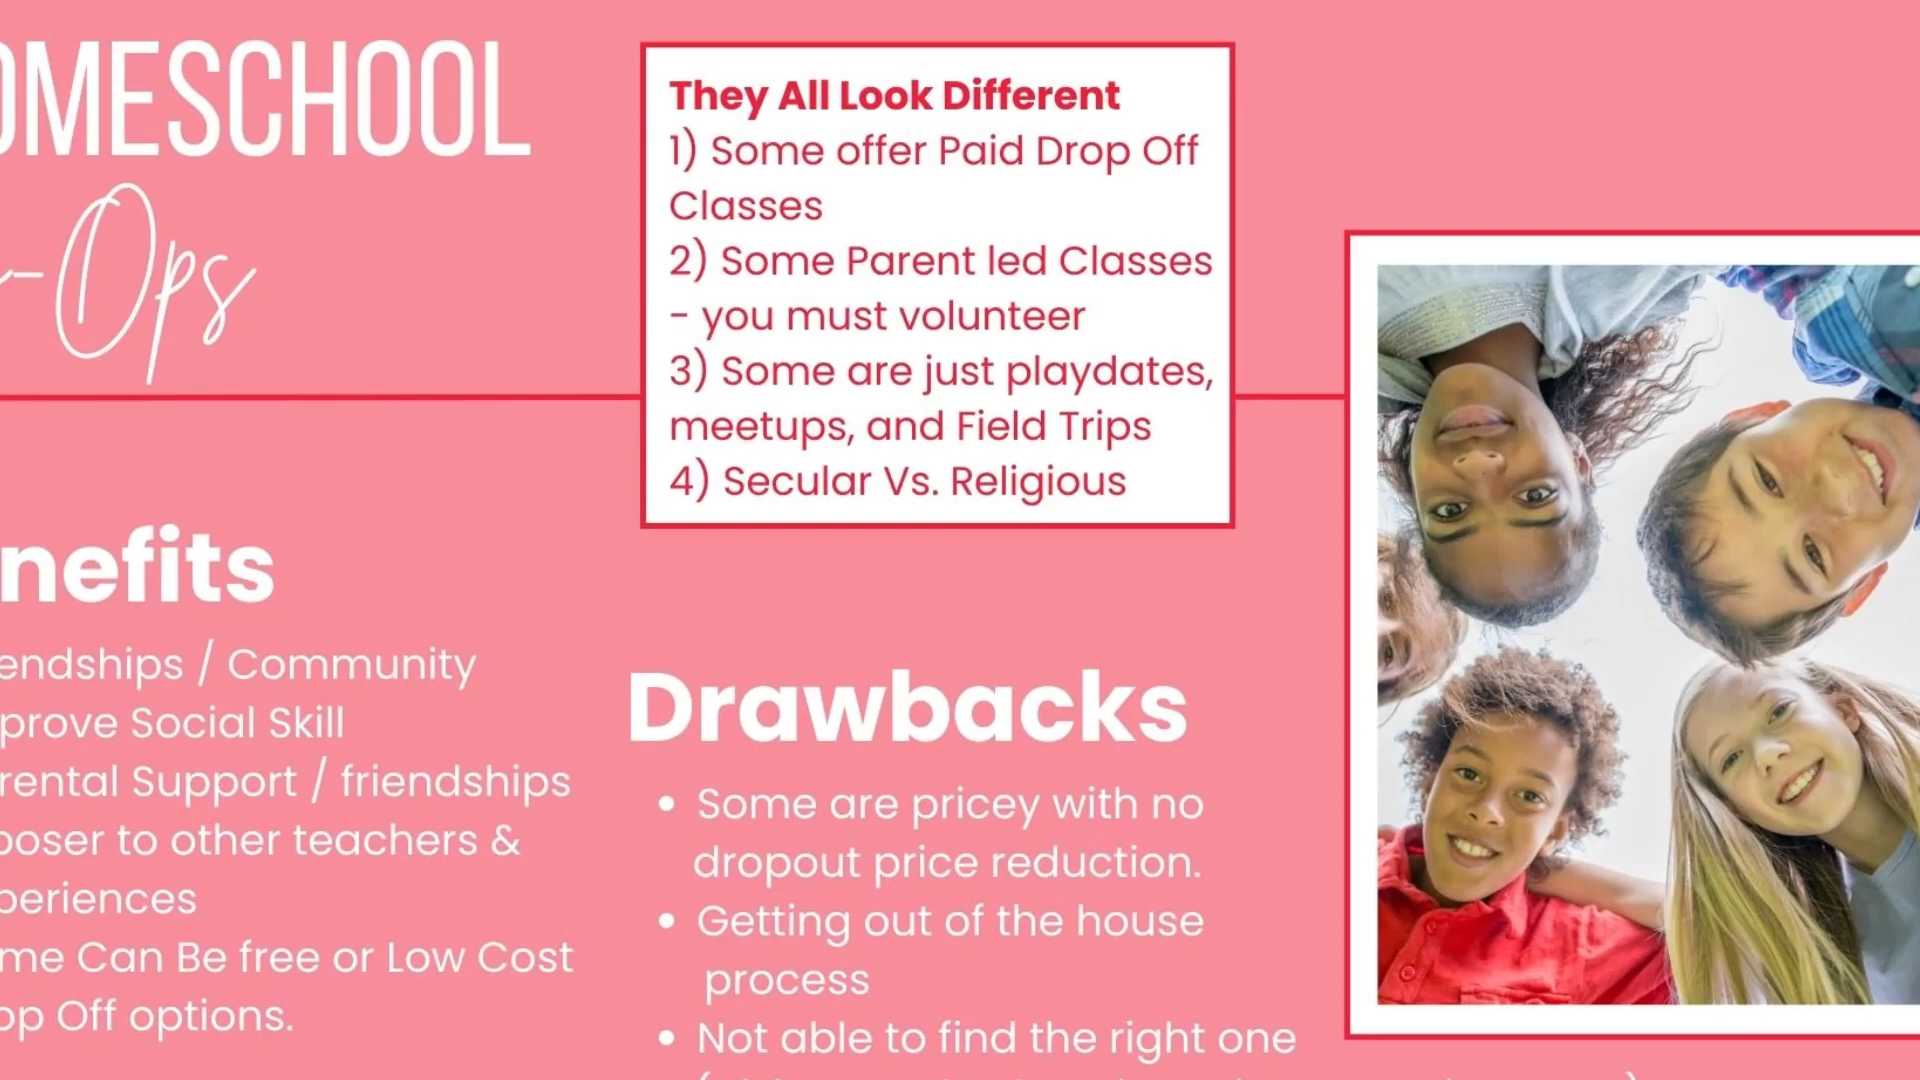 OMESCHOOL
-Ops
They All Look Different
1) Some offer Paid Drop Off
Classes
2) Some Parent led Classes
- you must volunteer
3) Some are just playdates,
meetups, and Field Trips
4) Secular Vs. Religious
nefits
endships / Community
prove Social Skill
rental Support / friendships
poser to other teachers &
periences
me Can Be free or Low Cost
op Off options.
Drawbacks
• Some are pricey with no
dropout price reduction.
• Getting out of the house
process
• Not able to find the right one